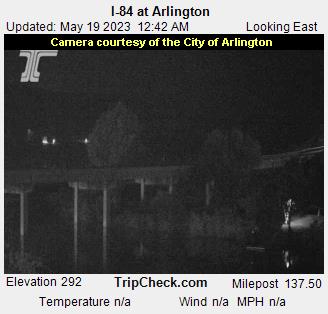 I-84 at Arlington
Updated: May 19 2023 12:42 AM Looking East
Camera courtesy of the City of Arlington
Elevation 292 TripCheck.com Milepost 137.50
Temperature n/a Wind n/a MPH n/a